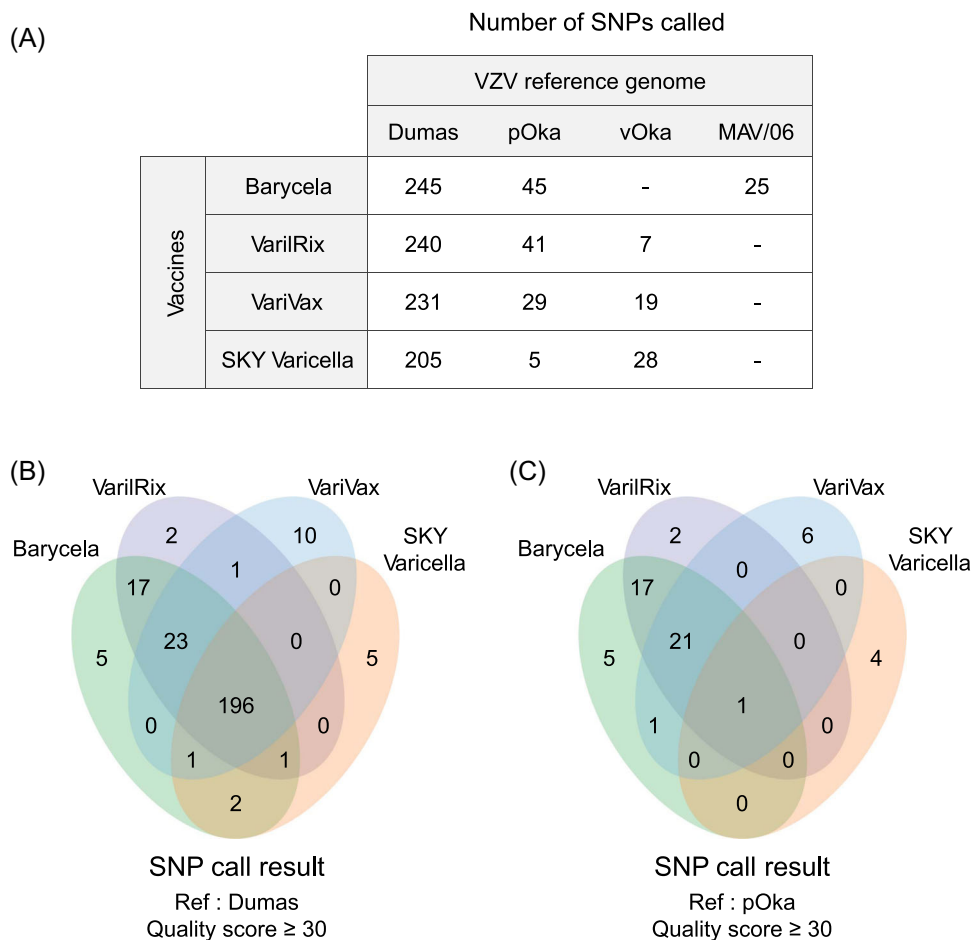 (A)
Number of SNPs called
VZV reference genome
Dumas pOka vOka MAV/06
Vaccines
Barycela 245 45 - 25
VarilRix 240 41 7 -
VariVax 231 29 19 -
SKY Varicella 205 5 28 -
(B)
VarilRix VariVax
Barycela SKY
Varicella
2 10
1
17 0
23 0
5 5
196
0 0
1 1
2
SNP call result
Ref : Dumas
Quality score ≥ 30
(C)
VarilRix VariVax
Barycela SKY
Varicella
2 6
0
17 0
21 0
5 4
1
1 0
0 0
0
SNP call result
Ref : pOka
Quality score ≥ 30